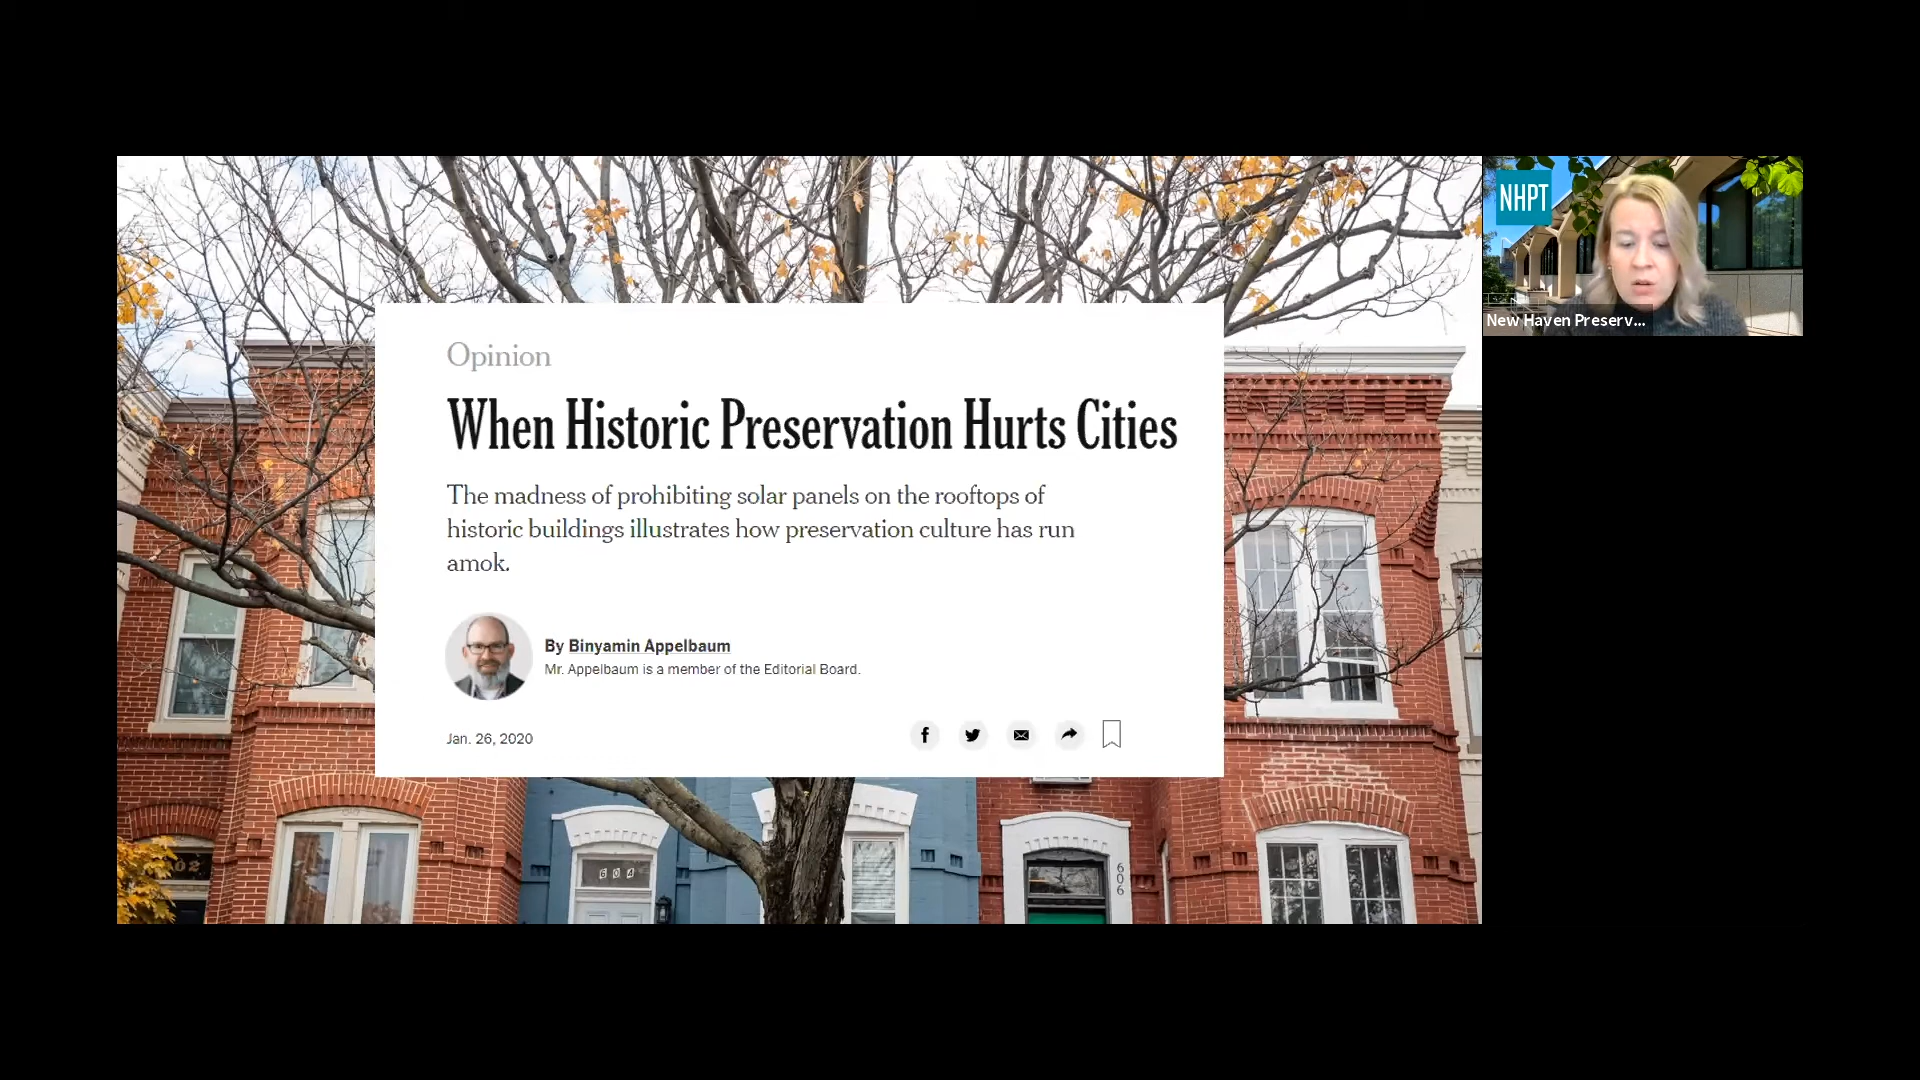 Opinion
When Historic Preservation Hurts Cities
The madness of prohibiting solar panels on the rooftops of
historic buildings illustrates how preservation culture has run
amok.
By Binyamin Appelbaum
Mr. Appelbaum is a member of the Editorial Board.
Jan. 26, 2020
NHPT
New Haven Preserv...
602
604
606